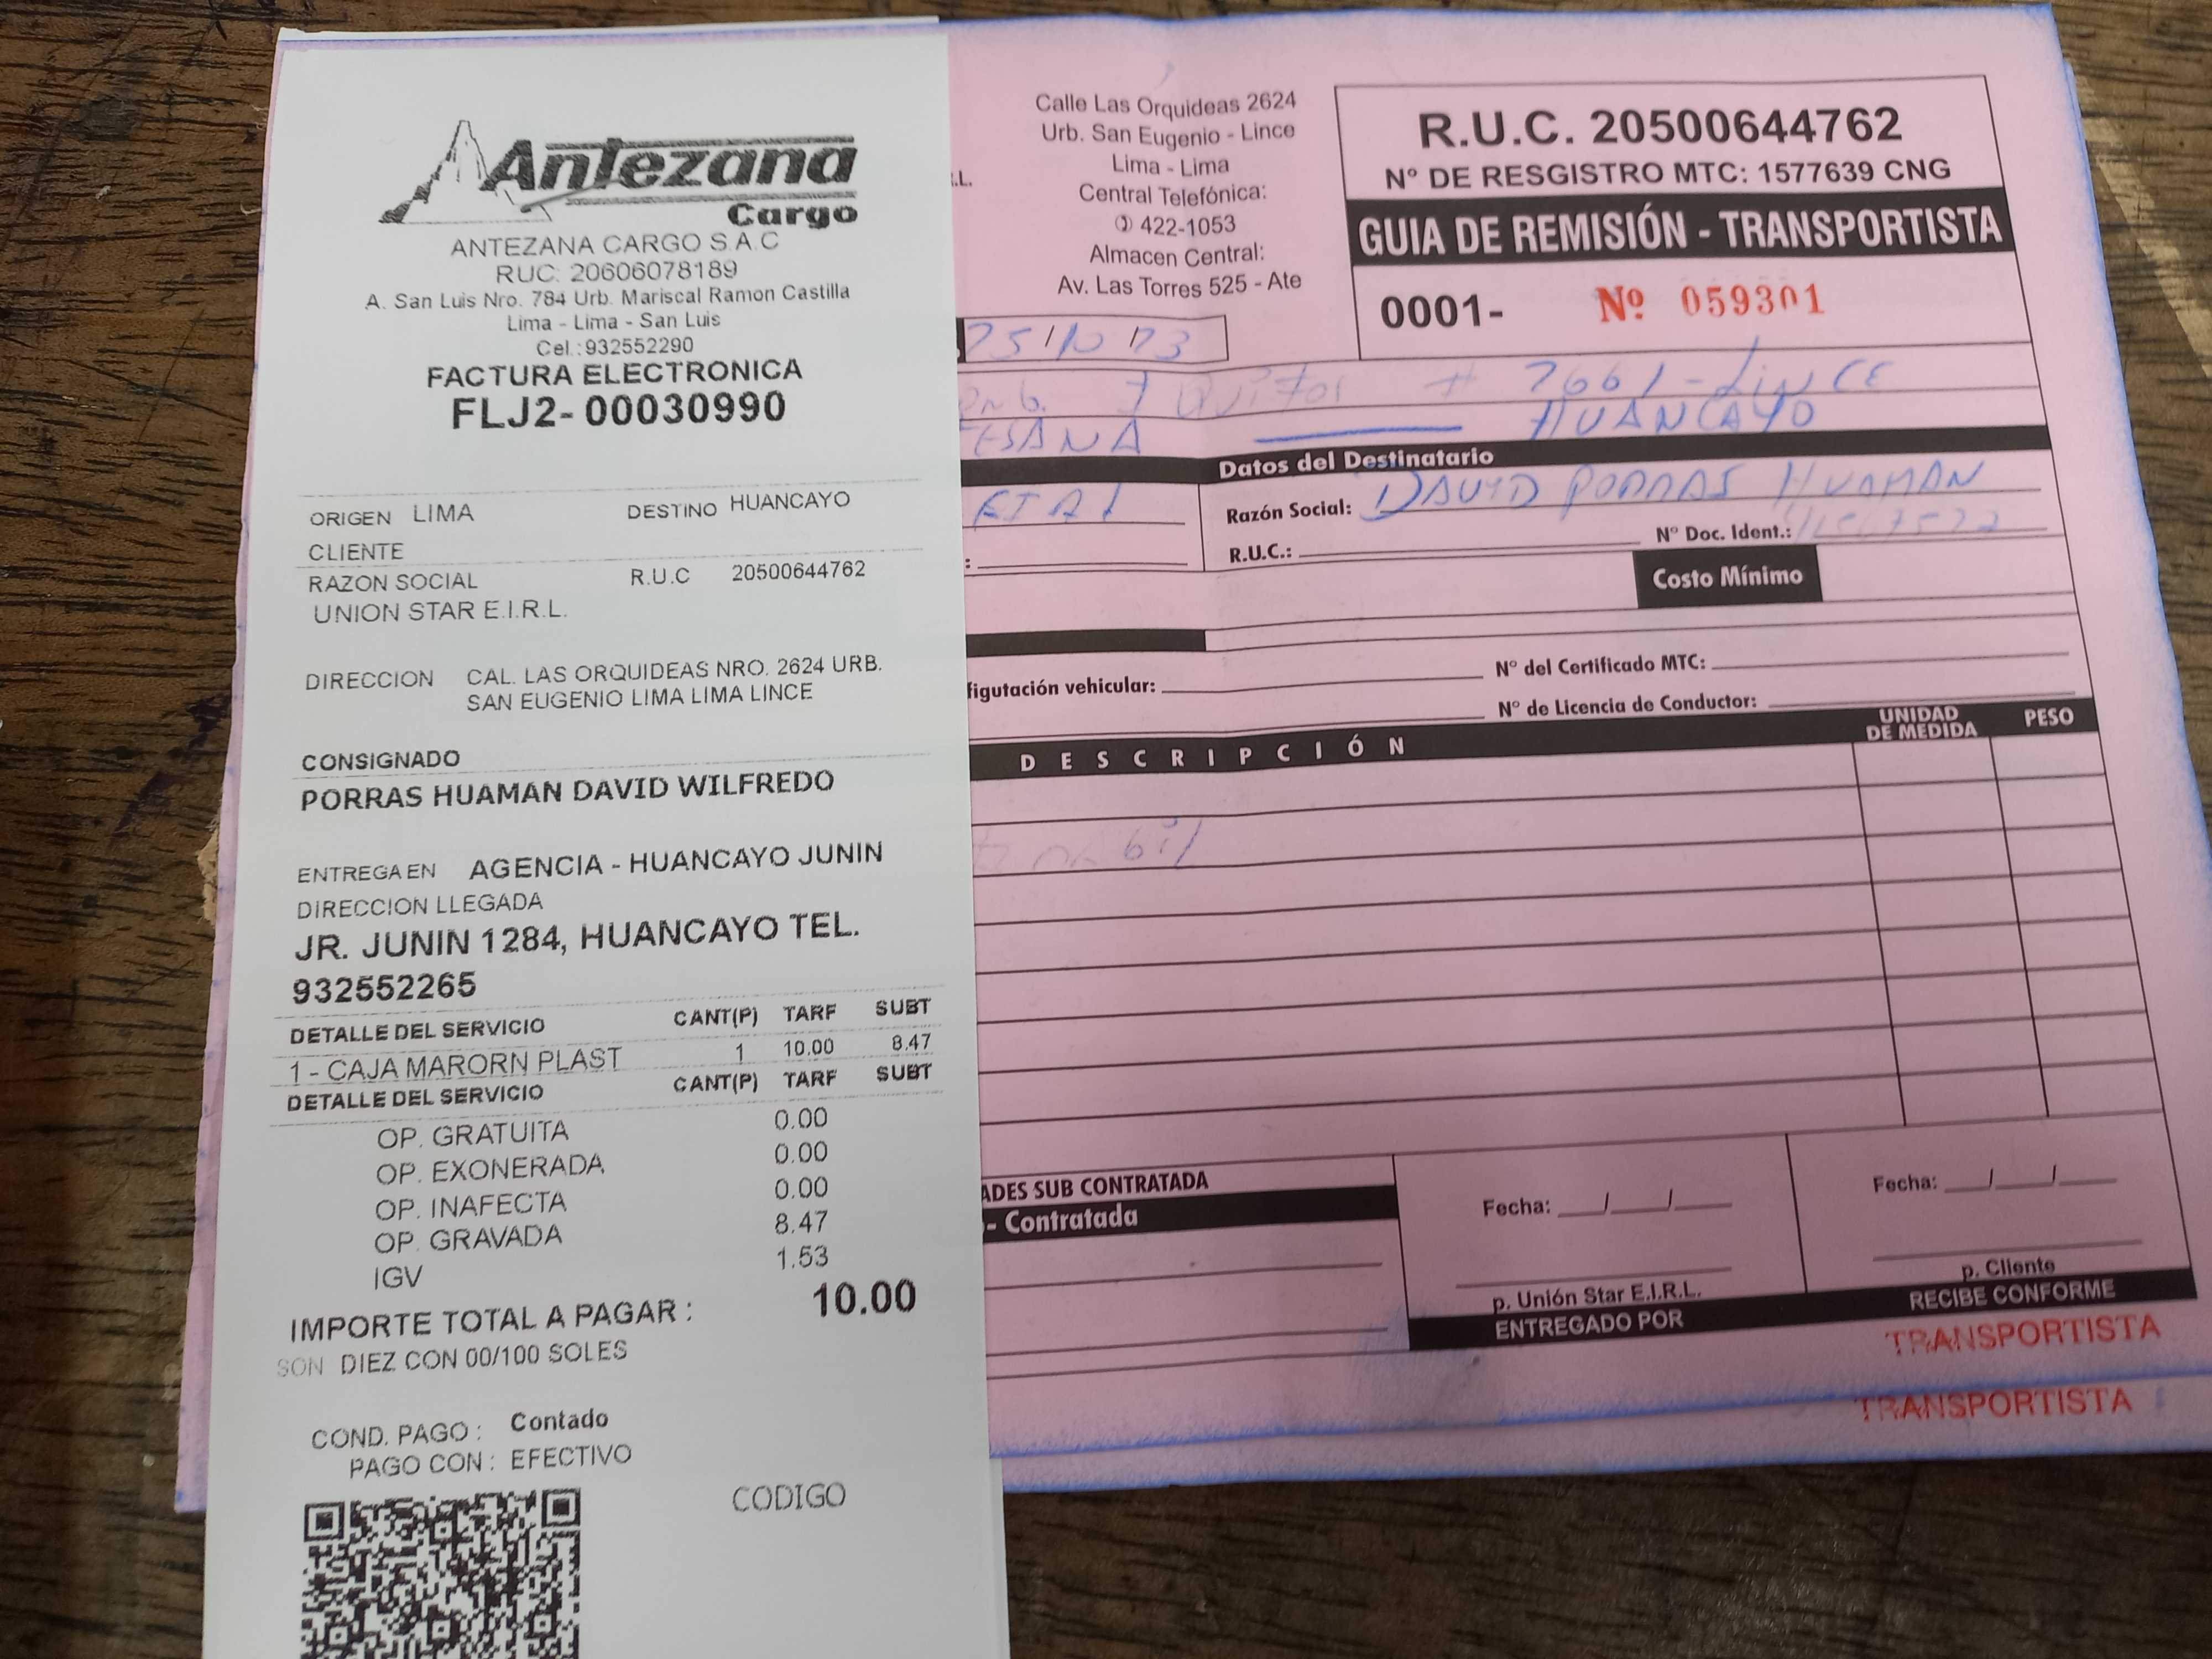 Antezana
Cargo
ANTEZANA CARGO S.A.C
RUC: 20606078189
A. San Luis Nro. 784 Urb. Mariscal Ramon Castilla
Lima - Lima - San Luis
Cel.:932552290
FACTURA ELECTRONICA
FLJ2- 00030990
ORIGEN LIMA DESTINO HUANCAYO
CLIENTE
RAZON SOCIAL R.U.C 20500644762
UNION STAR E.I.R.L.
DIRECCION CAL. LAS ORQUIDEAS NRO. 2624 URB.
SAN EUGENIO LIMA LIMA LINCE
CONSIGNADO
PORRAS HUAMAN DAVID WILFREDO
ENTREGA EN AGENCIA - HUANCAYO JUNIN
DIRECCION LLEGADA
JR. JUNIN 1284, HUANCAYO TEL.
932552265
DETALLE DEL SERVICIO CANT(P) TARF SUBT
1 - CAJA MARORN PLAST 1 10.00 8.47
DETALLE DEL SERVICIO CANT(P) TARF SUBT
OP. GRATUITA 0.00
OP. EXONERADA 0.00
OP. INAFECTA 0.00
OP. GRAVADA 8.47
IGV 1.53
IMPORTE TOTAL A PAGAR : 10.00
SON DIEZ CON 00/100 SOLES
COND. PAGO : Contado
PAGO CON : EFECTIVO
CODIGO
.L.
Calle Las Orquideas 2624
Urb. San Eugenio - Lince
Lima - Lima
Central Telefónica:
422-1053
Almacen Central:
Av. Las Torres 525 - Ate
R.U.C. 20500644762
N° DE RESGISTRO MTC: 1577639 CNG
GUIA DE REMISIÓN - TRANSPORTISTA
0001- Nº 059301
LINCE
HUANCAYO
Datos del Destinatario
Razón Social: DAVID PORRAS HUAMAN
R.U.C.: N° Doc. Ident.:
Costo Mínimo
figutación vehicular: N° del Certificado MTC:
N° de Licencia de Conductor:
DESCRIPCIÓN UNIDAD DE MEDIDA PESO
ADES SUB CONTRATADA
- Contratada
Fecha: __/__/__ Fecha: __/__/__
p. Unión Star E.I.R.L. p. Cliente
ENTREGADO POR RECIBE CONFORME
TRANSPORTISTA
TRANSPORTISTA